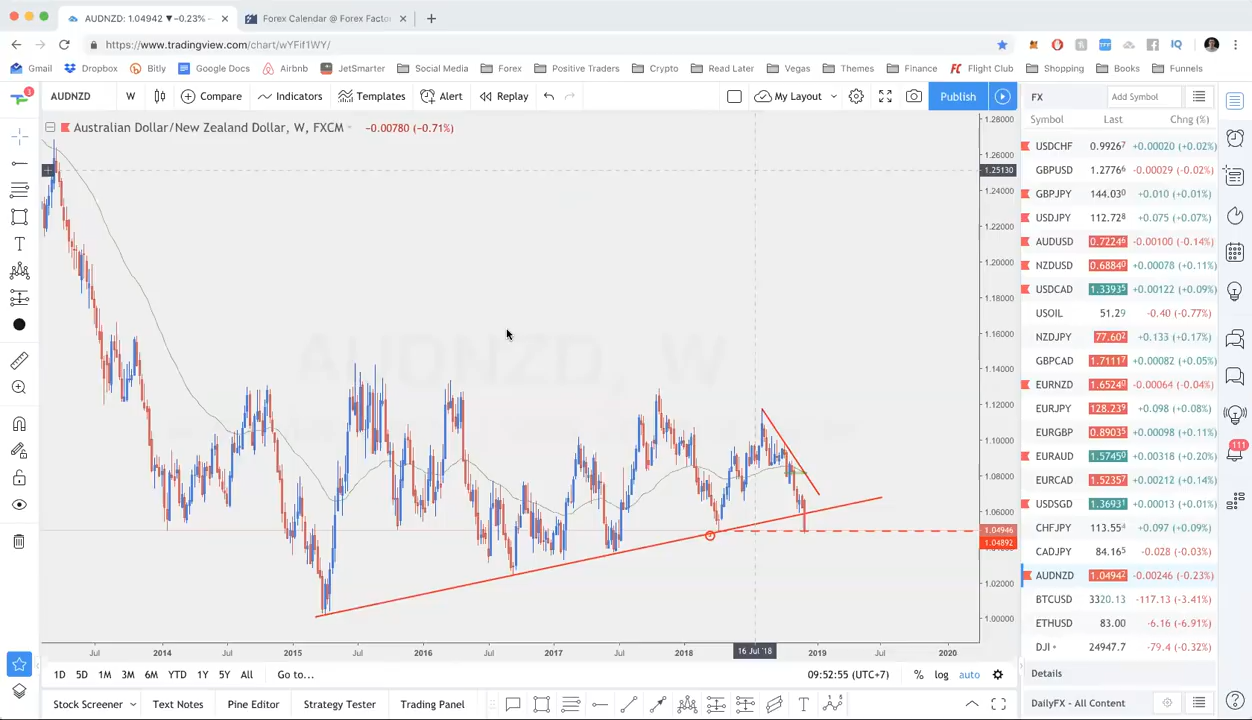 AUDNZD: 1.04942 ▼−0.23%
Forex Calendar @ Forex Facto
https://www.tradingview.com/chart/wYFif1WY/
Gmail Dropbox Bitly Google Docs Airbnb JetSmarter Social Media Forex Positive Traders Crypto Read Later Vegas Themes Finance Flight Club Shopping Books Funnels
1 AUDNZD W Compare Indicators Templates Alert Replay My Layout Publish FX Add Symbol
Symbol Last Chg (%)
Australian Dollar/New Zealand Dollar, W, FXCM −0.00780 (−0.71%)
AUDNZD, W
1.28000
1.26000
1.25130
1.24000
1.22000
1.20000
1.18000
1.16000
1.14000
1.12000
1.10000
1.08000
1.06000
1.04946
1.04892
1.02000
1.00000
USDCHF 0.99267 +0.00020 (+0.02%)
GBPUSD 1.27766 −0.00029 (−0.02%)
GBPJPY 144.030 +0.010 (+0.01%)
USDJPY 112.728 +0.075 (+0.07%)
AUDUSD 0.72246 −0.00100 (−0.14%)
NZDUSD 0.68840 +0.00078 (+0.11%)
USDCAD 1.33935 +0.00122 (+0.09%)
USOIL 51.29 −0.40 (−0.77%)
NZDJPY 77.602 +0.133 (+0.17%)
GBPCAD 1.71117 +0.00082 (+0.05%)
EURNZD 1.65240 −0.00064 (−0.04%)
EURJPY 128.239 +0.098 (+0.08%)
EURGBP 0.89035 +0.00098 (+0.11%)
EURAUD 1.57450 +0.00318 (+0.20%)
EURCAD 1.52357 +0.00212 (+0.14%)
USDSGD 1.36931 +0.00013 (+0.01%)
CHFJPY 113.554 +0.097 (+0.09%)
CADJPY 84.165 −0.028 (−0.03%)
AUDNZD 1.04942 −0.00246 (−0.23%)
BTCUSD 3320.13 −117.13 (−3.41%)
ETHUSD 83.00 −6.16 (−6.91%)
DJI 24947.7 −79.4 (−0.32%)
111
Jul 2014 Jul 2015 Jul 2016 Jul 2017 Jul 2018 16 Jul '18 2019 Jul 2020
1D 5D 1M 3M 6M YTD 1Y 5Y All Go to... 09:52:55 (UTC+7) % log auto
Details
Stock Screener Text Notes Pine Editor Strategy Tester Trading Panel
DailyFX - All Content